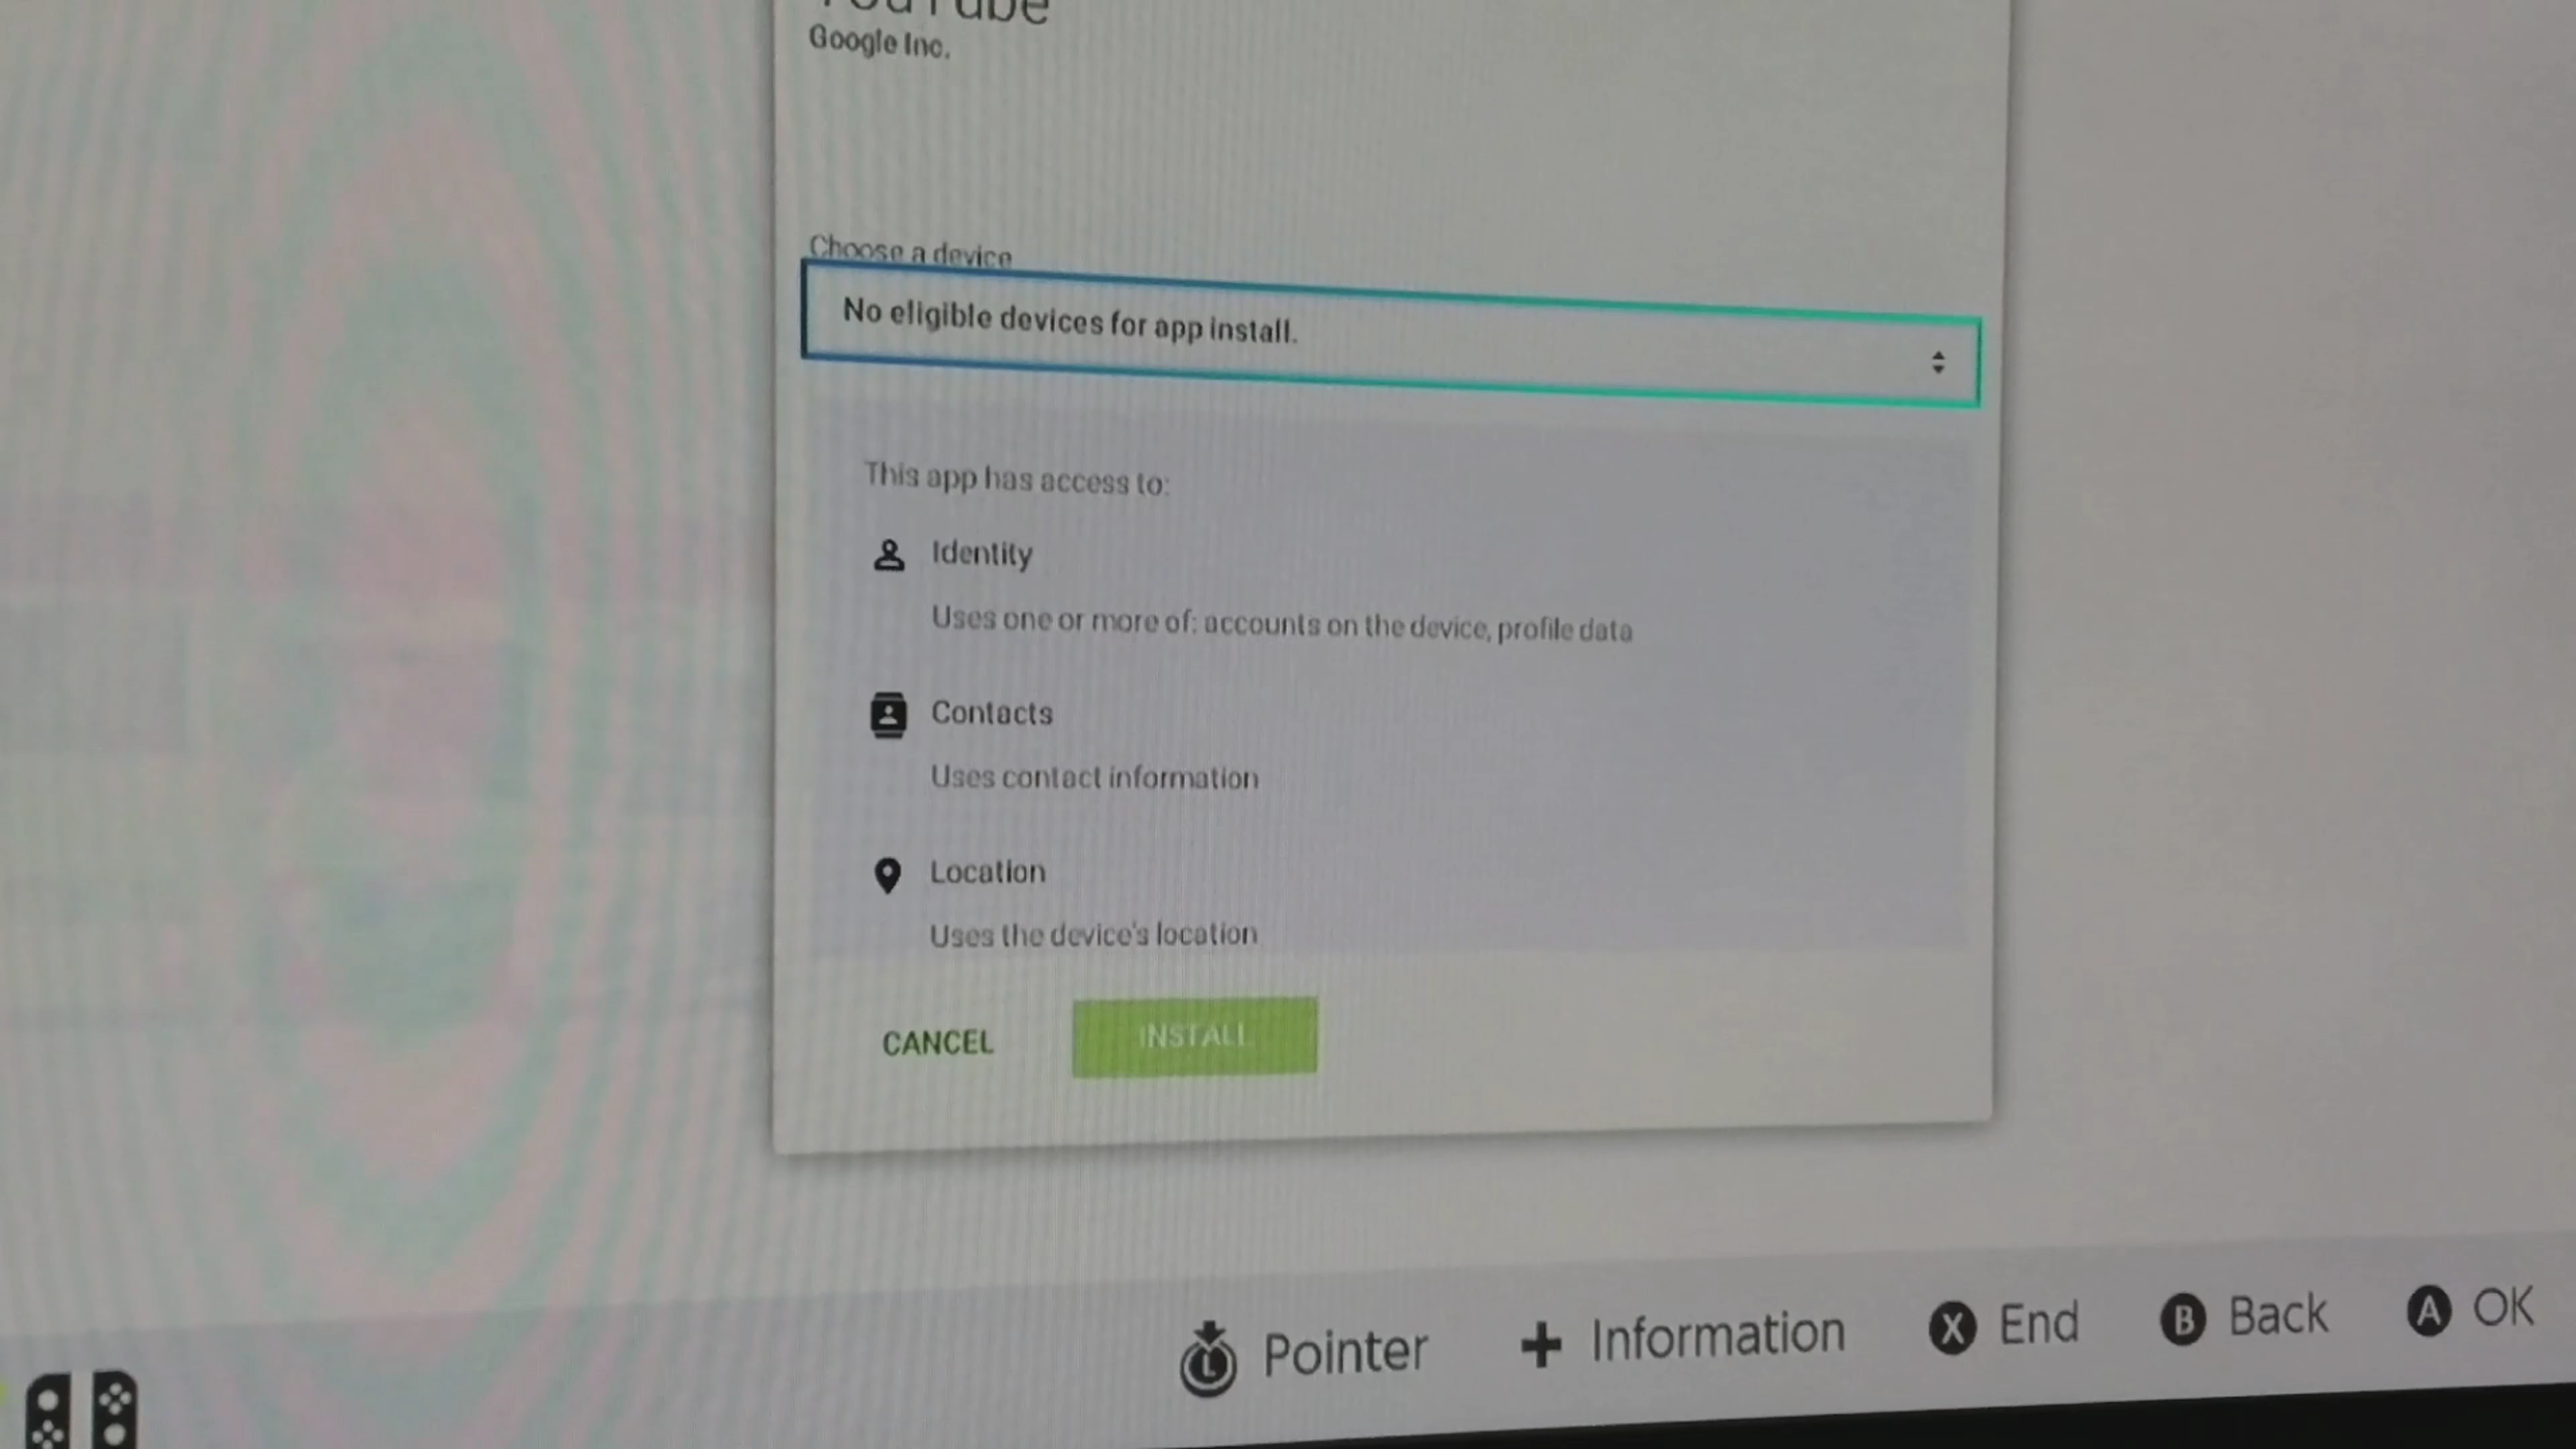 YouTube
Google Inc.
Choose a device
No eligible devices for app install.
This app has access to:
Identity
Uses one or more of: accounts on the device, profile data
Contacts
Uses contact information
Location
Uses the device's location
CANCEL INSTALL
L Pointer + Information X End B Back A OK